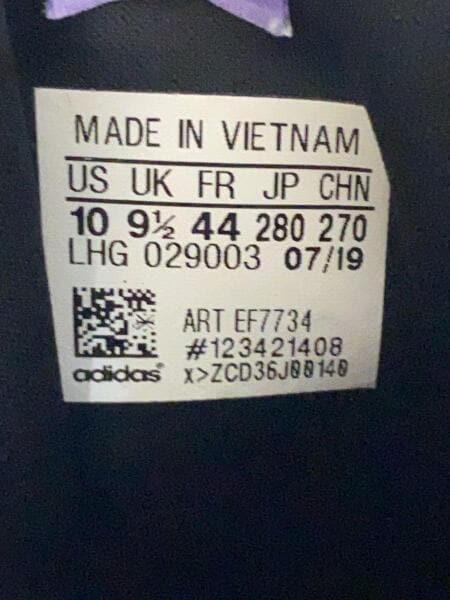 MADE IN VIETNAM
US UK FR JP CHN
10 9½ 44 280 270
LHG 029003 07/19
ART EF7734
#123421408
adidas x>ZCD36J00140